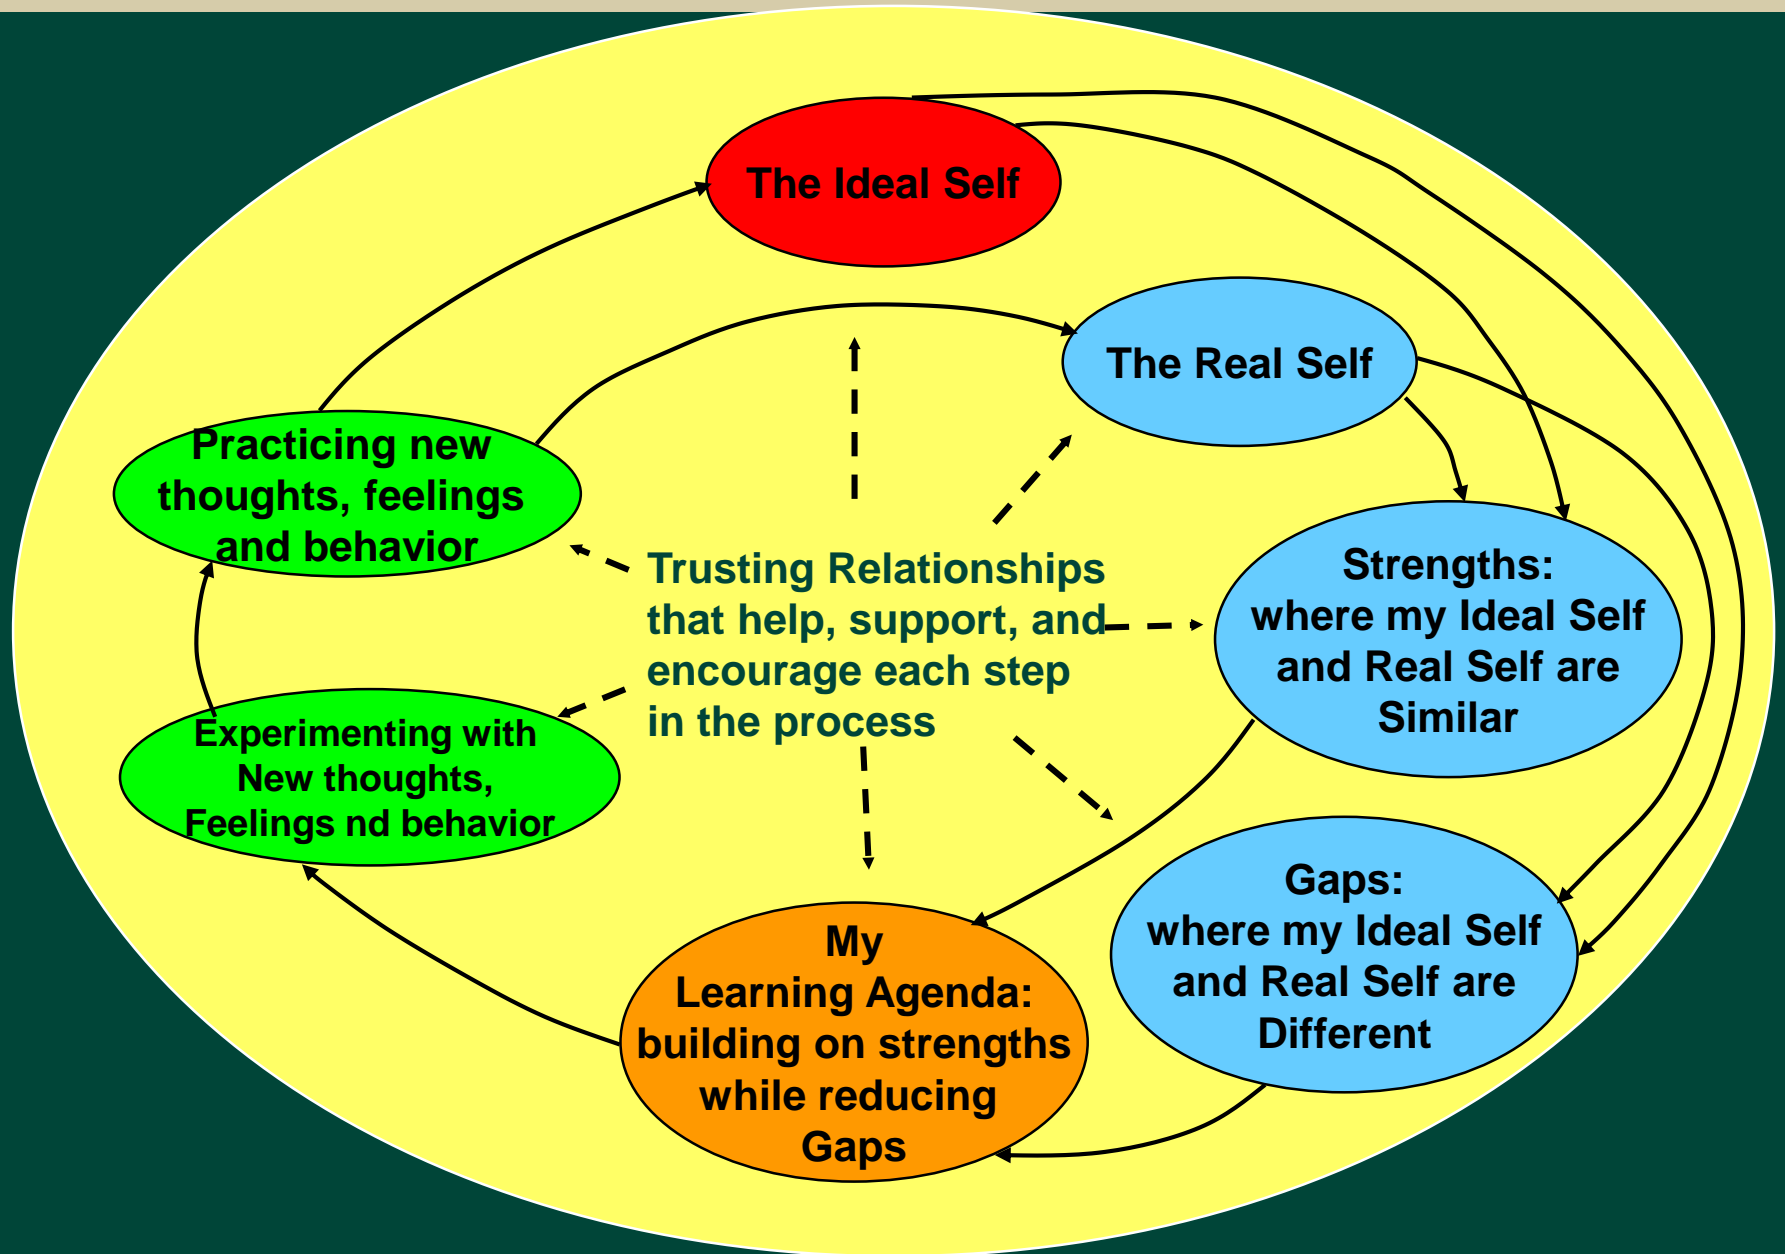 The Ideal Self
The Real Self
Practicing new
thoughts, feelings
and behavior
Trusting Relationships
that help, support, and
encourage each step
in the process
Strengths:
where my Ideal Self
and Real Self are
Similar
Experimenting with
New thoughts,
Feelings nd behavior
Gaps:
where my Ideal Self
and Real Self are
Different
My
Learning Agenda:
building on strengths
while reducing
Gaps